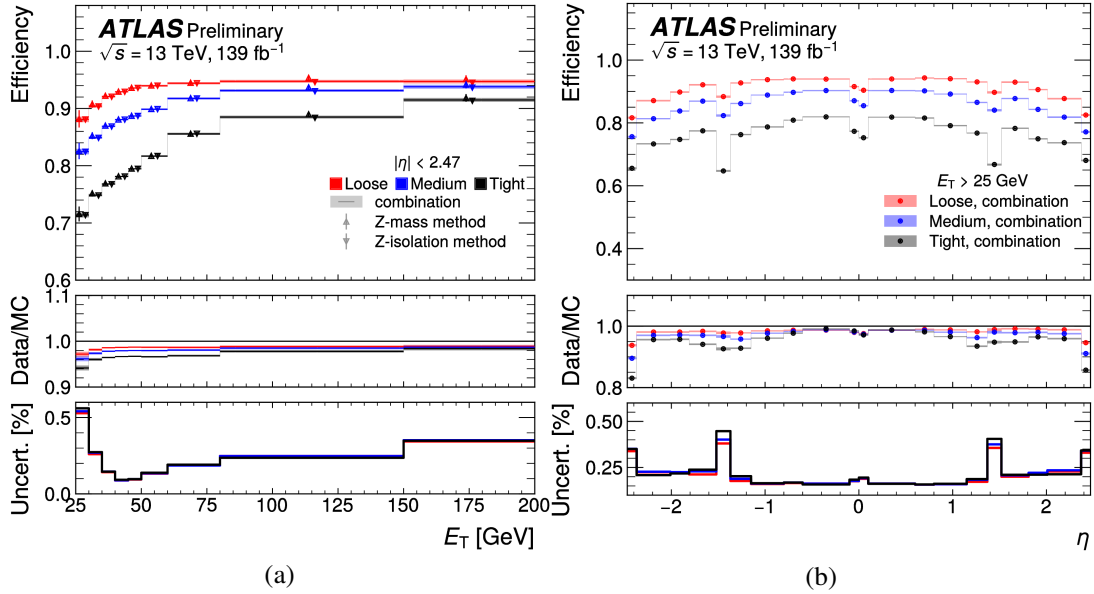 ATLAS Preliminary
√s = 13 TeV, 139 fb⁻¹
Efficiency
1.0
0.9
0.8
0.7
0.6
|η| < 2.47
Loose Medium Tight
combination
Z-mass method
Z-isolation method
Data/MC
1.1
1.0
0.9
Uncert. [%]
0.5
0.0
25 50 75 100 125 150 175 200
E_T [GeV]
(a)
ATLAS Preliminary
√s = 13 TeV, 139 fb⁻¹
Efficiency
1.0
0.8
0.6
0.4
E_T > 25 GeV
Loose, combination
Medium, combination
Tight, combination
Data/MC
1.0
0.8
Uncert. [%]
0.50
0.25
−2 −1 0 1 2
η
(b)